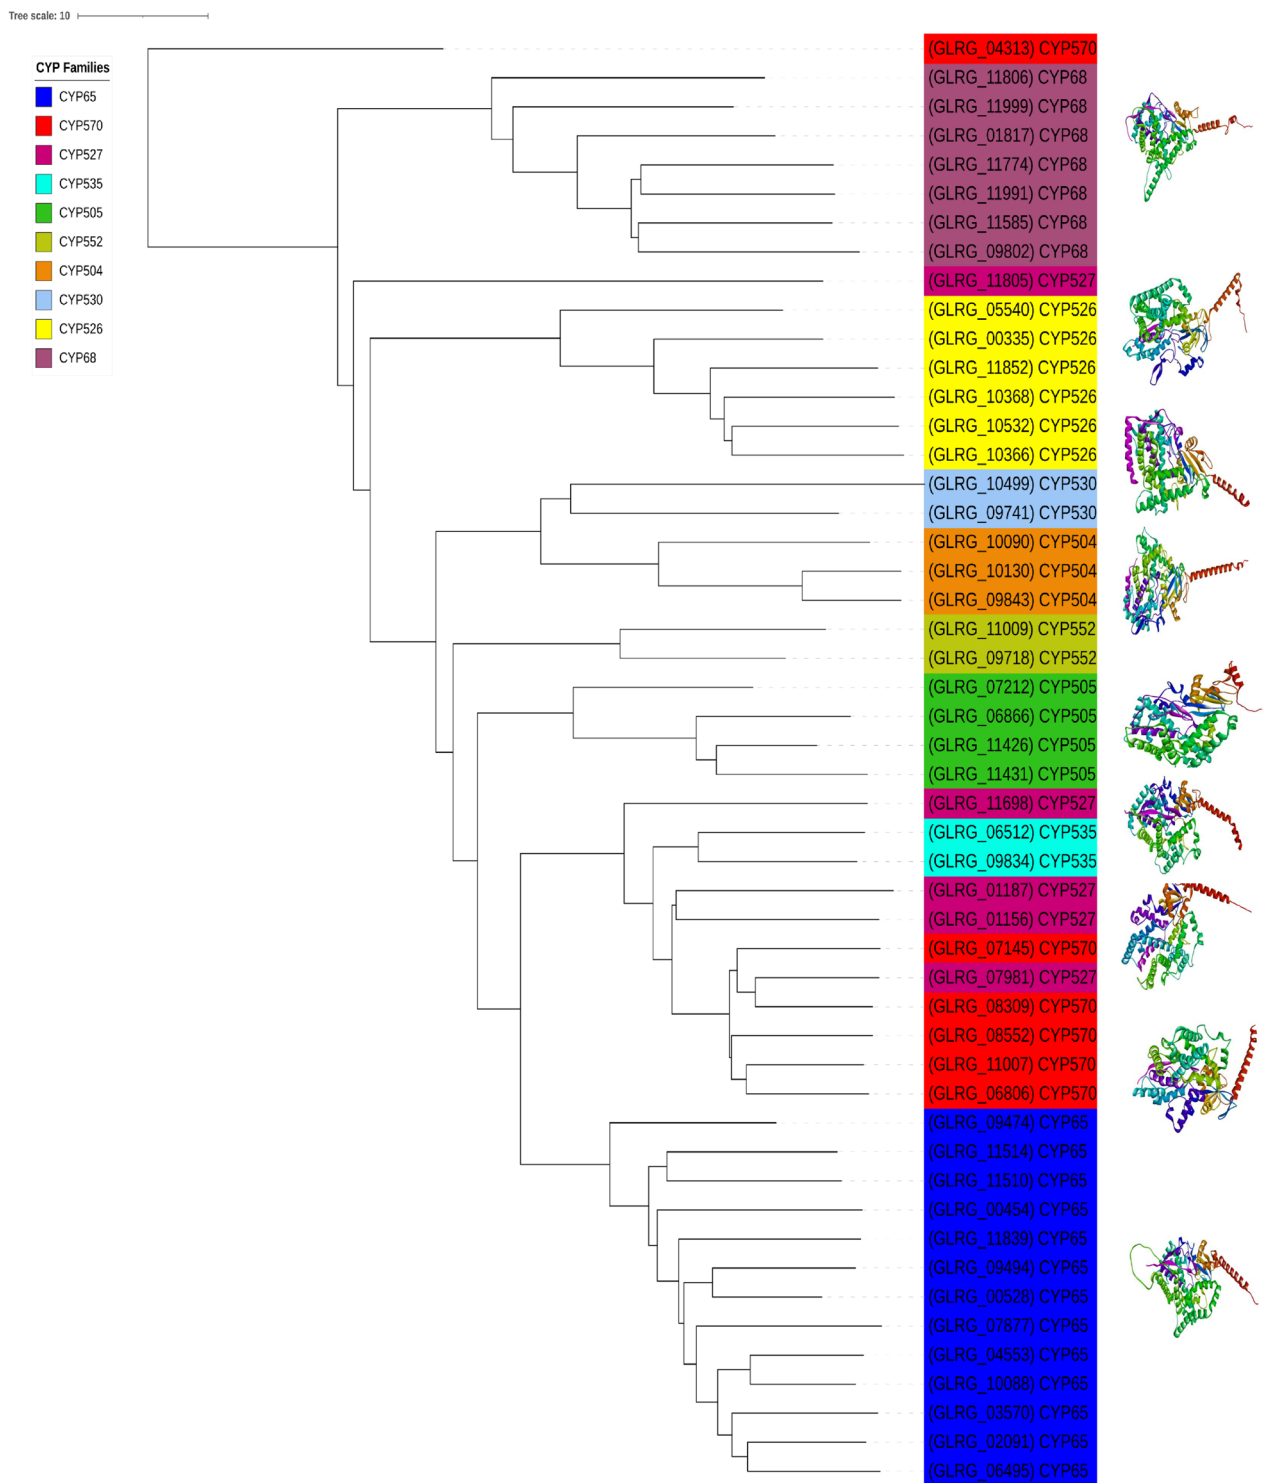 Tree scale: 10
CYP Families
CYP65
CYP570
CYP527
CYP535
CYP505
CYP552
CYP504
CYP530
CYP526
CYP68
(GLRG_04313) CYP570
(GLRG_11806) CYP68
(GLRG_11999) CYP68
(GLRG_01817) CYP68
(GLRG_11774) CYP68
(GLRG_11991) CYP68
(GLRG_11585) CYP68
(GLRG_09802) CYP68
(GLRG_11805) CYP527
(GLRG_05540) CYP526
(GLRG_00335) CYP526
(GLRG_11852) CYP526
(GLRG_10368) CYP526
(GLRG_10532) CYP526
(GLRG_10366) CYP526
(GLRG_10499) CYP530
(GLRG_09741) CYP530
(GLRG_10090) CYP504
(GLRG_10130) CYP504
(GLRG_09843) CYP504
(GLRG_11009) CYP552
(GLRG_09718) CYP552
(GLRG_07212) CYP505
(GLRG_06866) CYP505
(GLRG_11426) CYP505
(GLRG_11431) CYP505
(GLRG_11698) CYP527
(GLRG_06512) CYP535
(GLRG_09834) CYP535
(GLRG_01187) CYP527
(GLRG_01156) CYP527
(GLRG_07145) CYP570
(GLRG_07981) CYP527
(GLRG_08309) CYP570
(GLRG_08552) CYP570
(GLRG_11007) CYP570
(GLRG_06806) CYP570
(GLRG_09474) CYP65
(GLRG_11514) CYP65
(GLRG_11510) CYP65
(GLRG_00454) CYP65
(GLRG_11839) CYP65
(GLRG_09494) CYP65
(GLRG_00528) CYP65
(GLRG_07877) CYP65
(GLRG_04553) CYP65
(GLRG_10088) CYP65
(GLRG_03570) CYP65
(GLRG_02091) CYP65
(GLRG_06495) CYP65